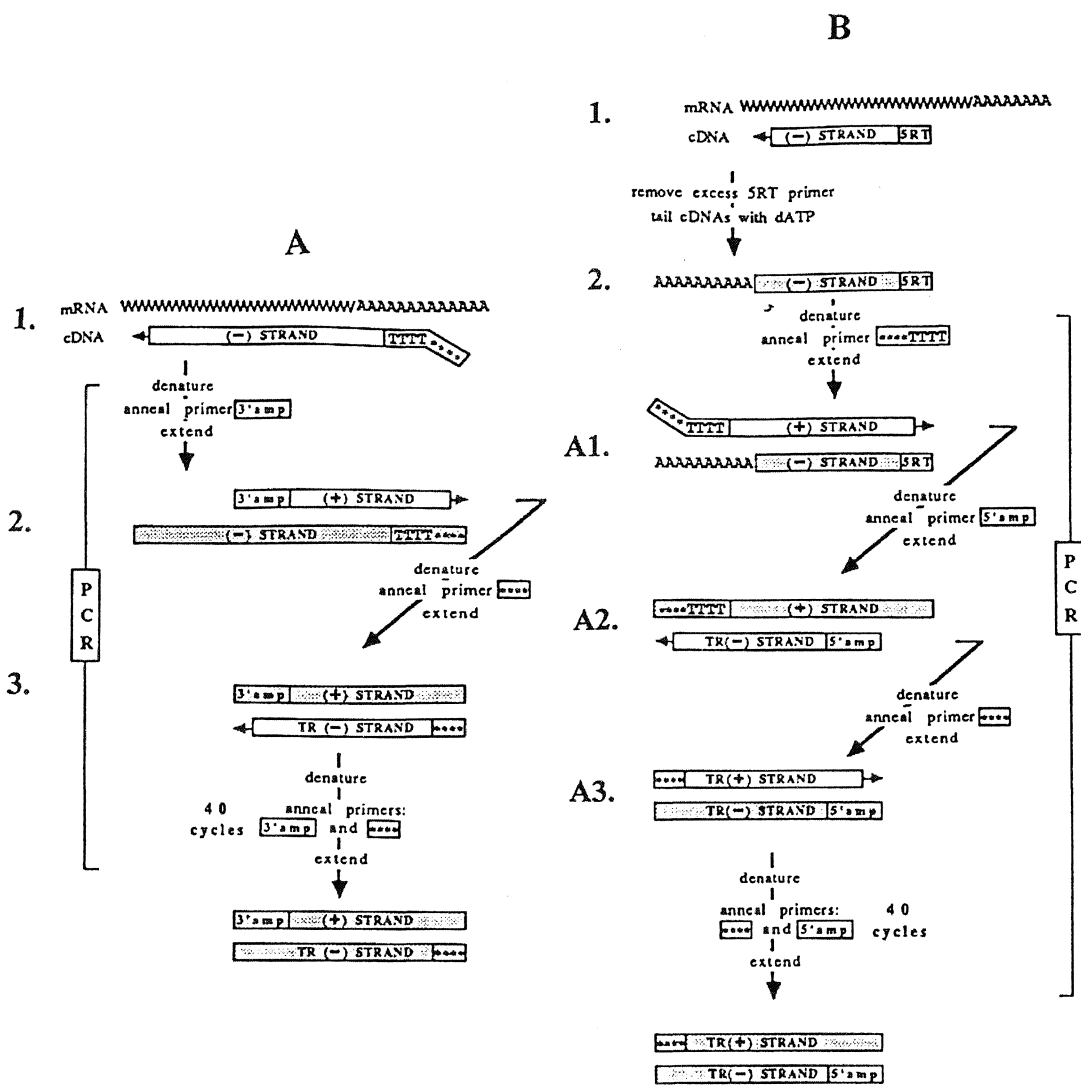 A
1.
mRNA WWWWWWWWWWWWWWWWWWWWAAAAAAAAAAAA
cDNA
(−) STRAND TTTT ****
denature
anneal primer 3'amp
extend
2.
3'amp (+) STRAND
(−) STRAND TTTT****
denature
anneal primer ****
extend
P
C
R
3.
3'amp (+) STRAND
TR (−) STRAND ****
denature
40 cycles
anneal primers:
3'amp and ****
extend
3'amp (+) STRAND
TR (−) STRAND ****
B
1.
mRNA WWWWWWWWWWWWWWWWWWWWAAAAAAAA
cDNA
(−) STRAND 5RT
remove excess 5RT primer
tail cDNAs with dATP
2.
AAAAAAAAAA (−) STRAND 5RT
denature
anneal primer ****TTTT
extend
A1.
**** TTTT (+) STRAND
AAAAAAAAAA (−) STRAND 5RT
denature
anneal primer 5'amp
extend
A2.
****TTTT (+) STRAND
TR(−) STRAND 5'amp
denature
anneal primer ****
extend
P
C
R
A3.
**** TR(+) STRAND
TR(−) STRAND 5'amp
denature
anneal primers:
**** and 5'amp
40 cycles
extend
**** TR(+) STRAND
TR(−) STRAND 5'amp